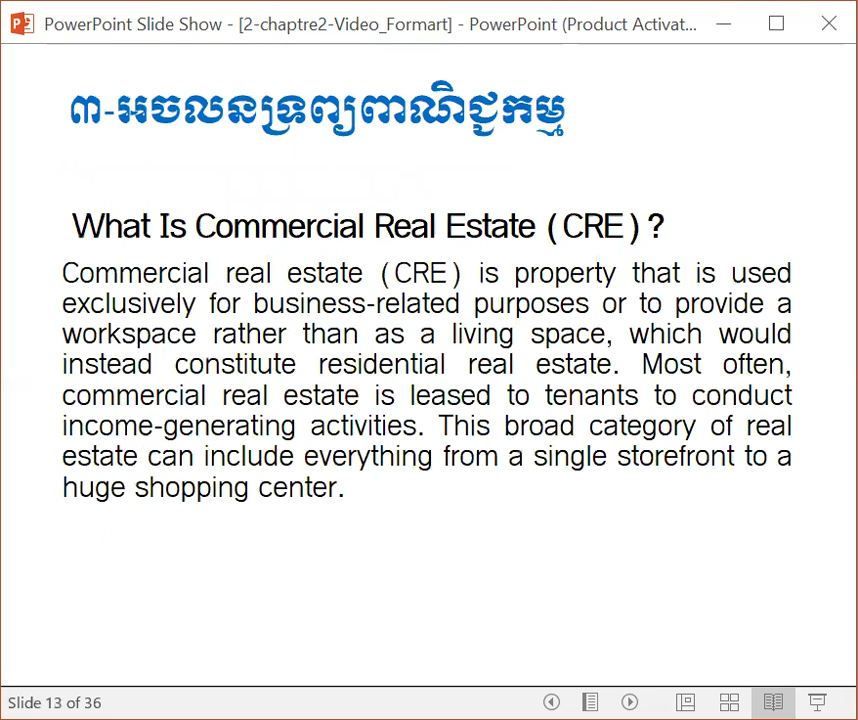 PowerPoint Slide Show - [2-chaptre2-Video_Formart] - PowerPoint (Product Activat...
៣-អចលនទ្រព្យពាណិជ្ជកម្ម
What Is Commercial Real Estate (CRE)?
Commercial real estate (CRE) is property that is used
exclusively for business-related purposes or to provide a
workspace rather than as a living space, which would
instead constitute residential real estate. Most often,
commercial real estate is leased to tenants to conduct
income-generating activities. This broad category of real
estate can include everything from a single storefront to a
huge shopping center.
Slide 13 of 36